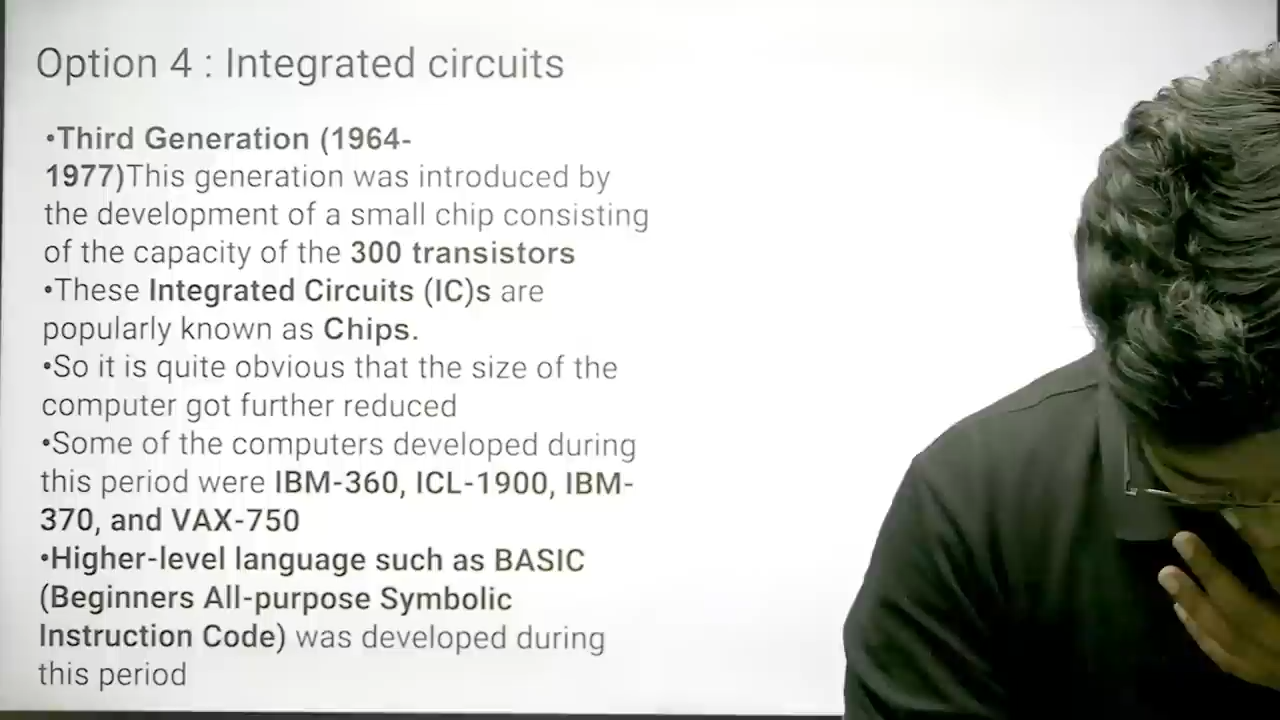 Option 4 : Integrated circuits
•Third Generation (1964-
1977)This generation was introduced by
the development of a small chip consisting
of the capacity of the 300 transistors
•These Integrated Circuits (IC)s are
popularly known as Chips.
•So it is quite obvious that the size of the
computer got further reduced
•Some of the computers developed during
this period were IBM-360, ICL-1900, IBM-
370, and VAX-750
•Higher-level language such as BASIC
(Beginners All-purpose Symbolic
Instruction Code) was developed during
this period